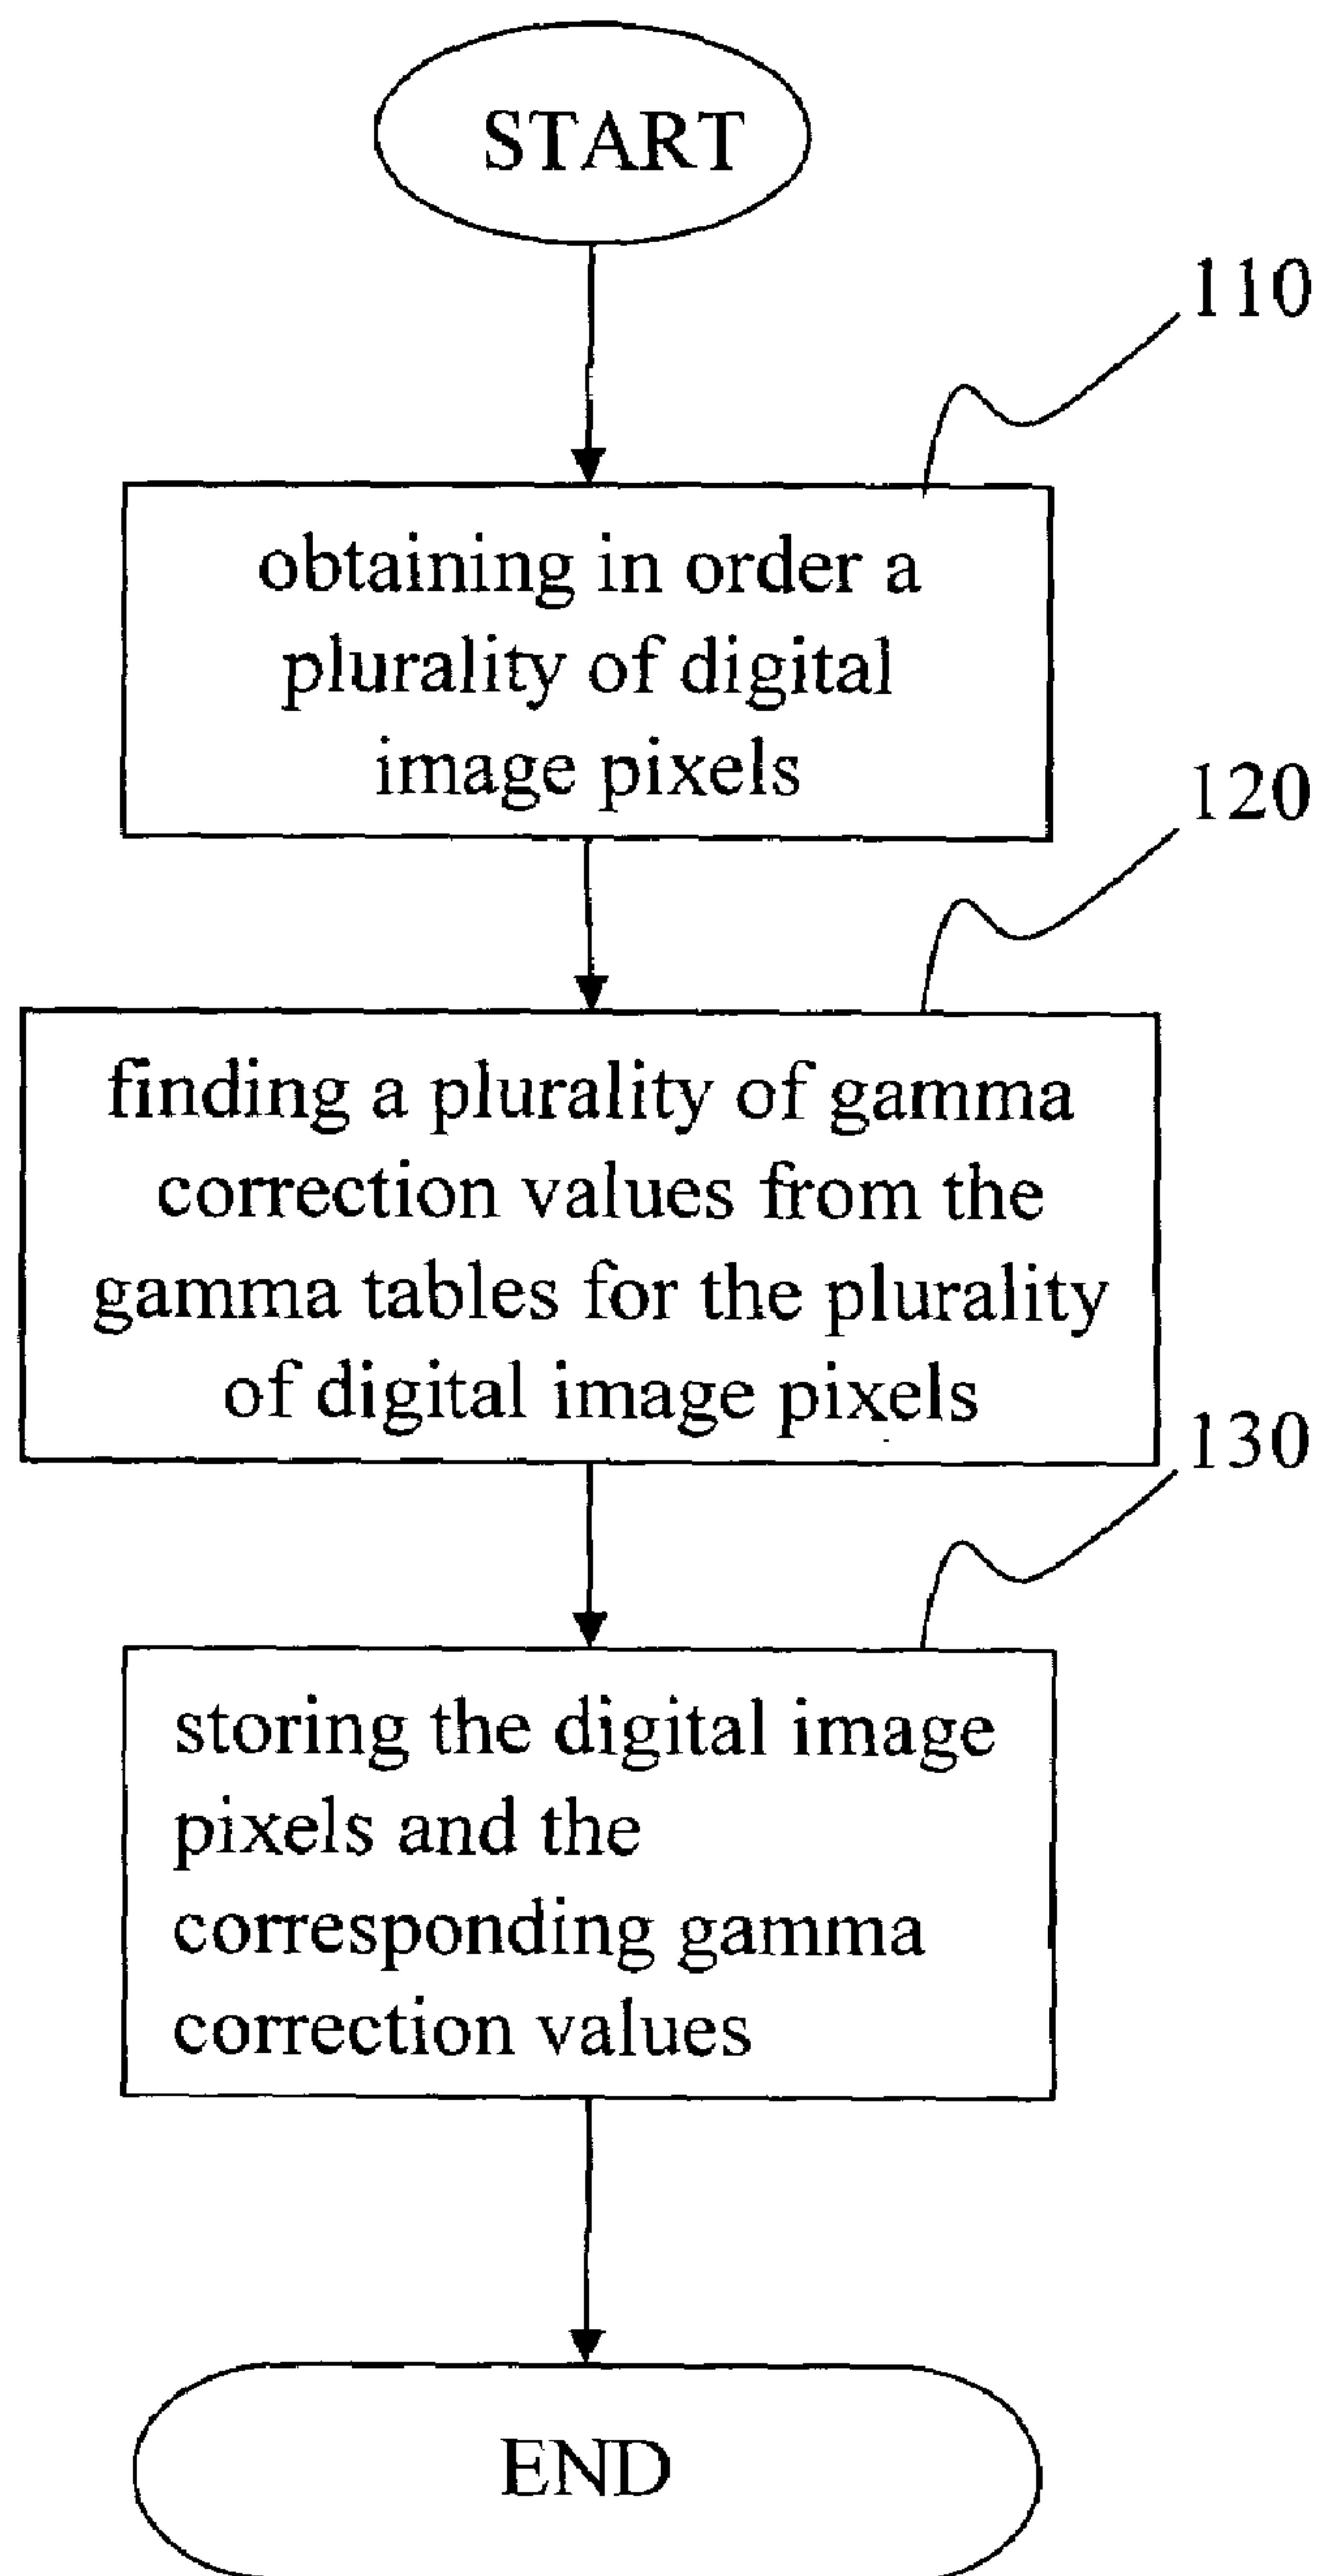 START
110
obtaining in order a
plurality of digital
image pixels
120
finding a plurality of gamma
correction values from the
gamma tables for the plurality
of digital image pixels
130
storing the digital image
pixels and the
corresponding gamma
correction values
END